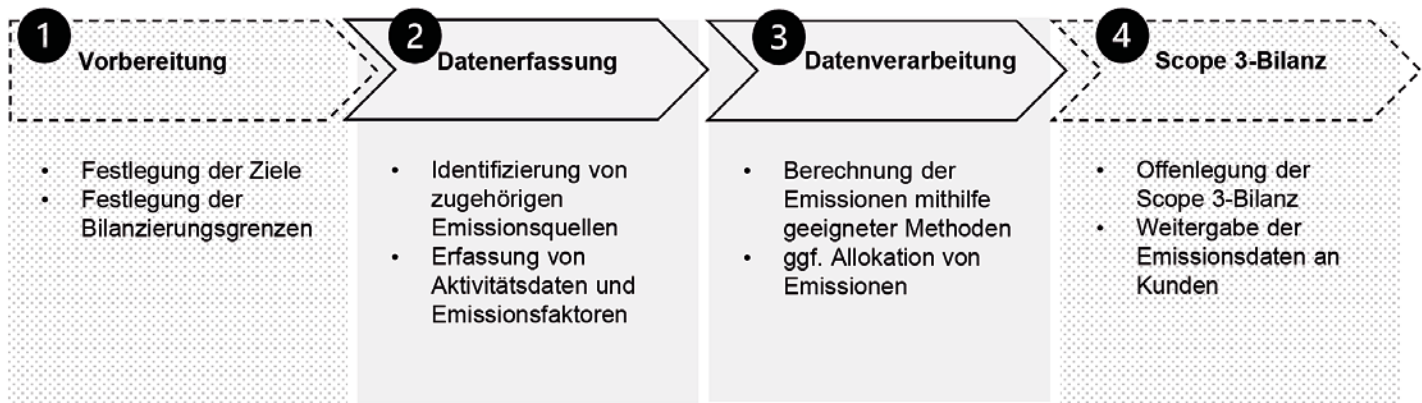 1
Vorbereitung
• Festlegung der Ziele
• Festlegung der
Bilanzierungsgrenzen
2
Datenerfassung
• Identifizierung von
zugehörigen
Emissionsquellen
• Erfassung von
Aktivitätsdaten und
Emissionsfaktoren
3
Datenverarbeitung
• Berechnung der
Emissionen mithilfe
geeigneter Methoden
• ggf. Allokation von
Emissionen
4
Scope 3-Bilanz
• Offenlegung der
Scope 3-Bilanz
• Weitergabe der
Emissionsdaten an
Kunden